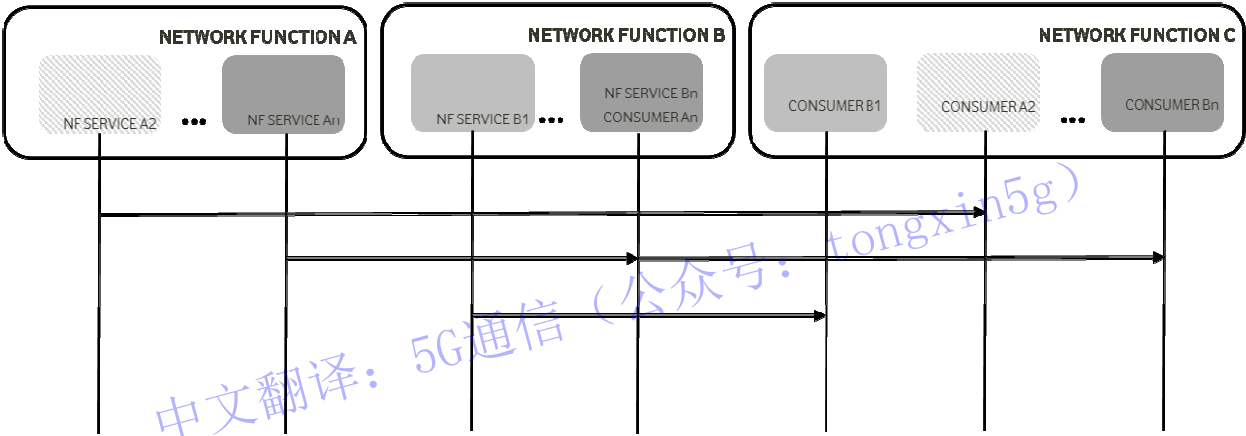 NETWORK FUNCTION A
NF SERVICE A2
...
NF SERVICE An
NETWORK FUNCTION B
NF SERVICE B1
...
NF SERVICE Bn
CONSUMER An
NETWORK FUNCTION C
CONSUMER B1
CONSUMER A2
...
CONSUMER Bn
中文翻译：5G通信（公众号：tongxin5g）